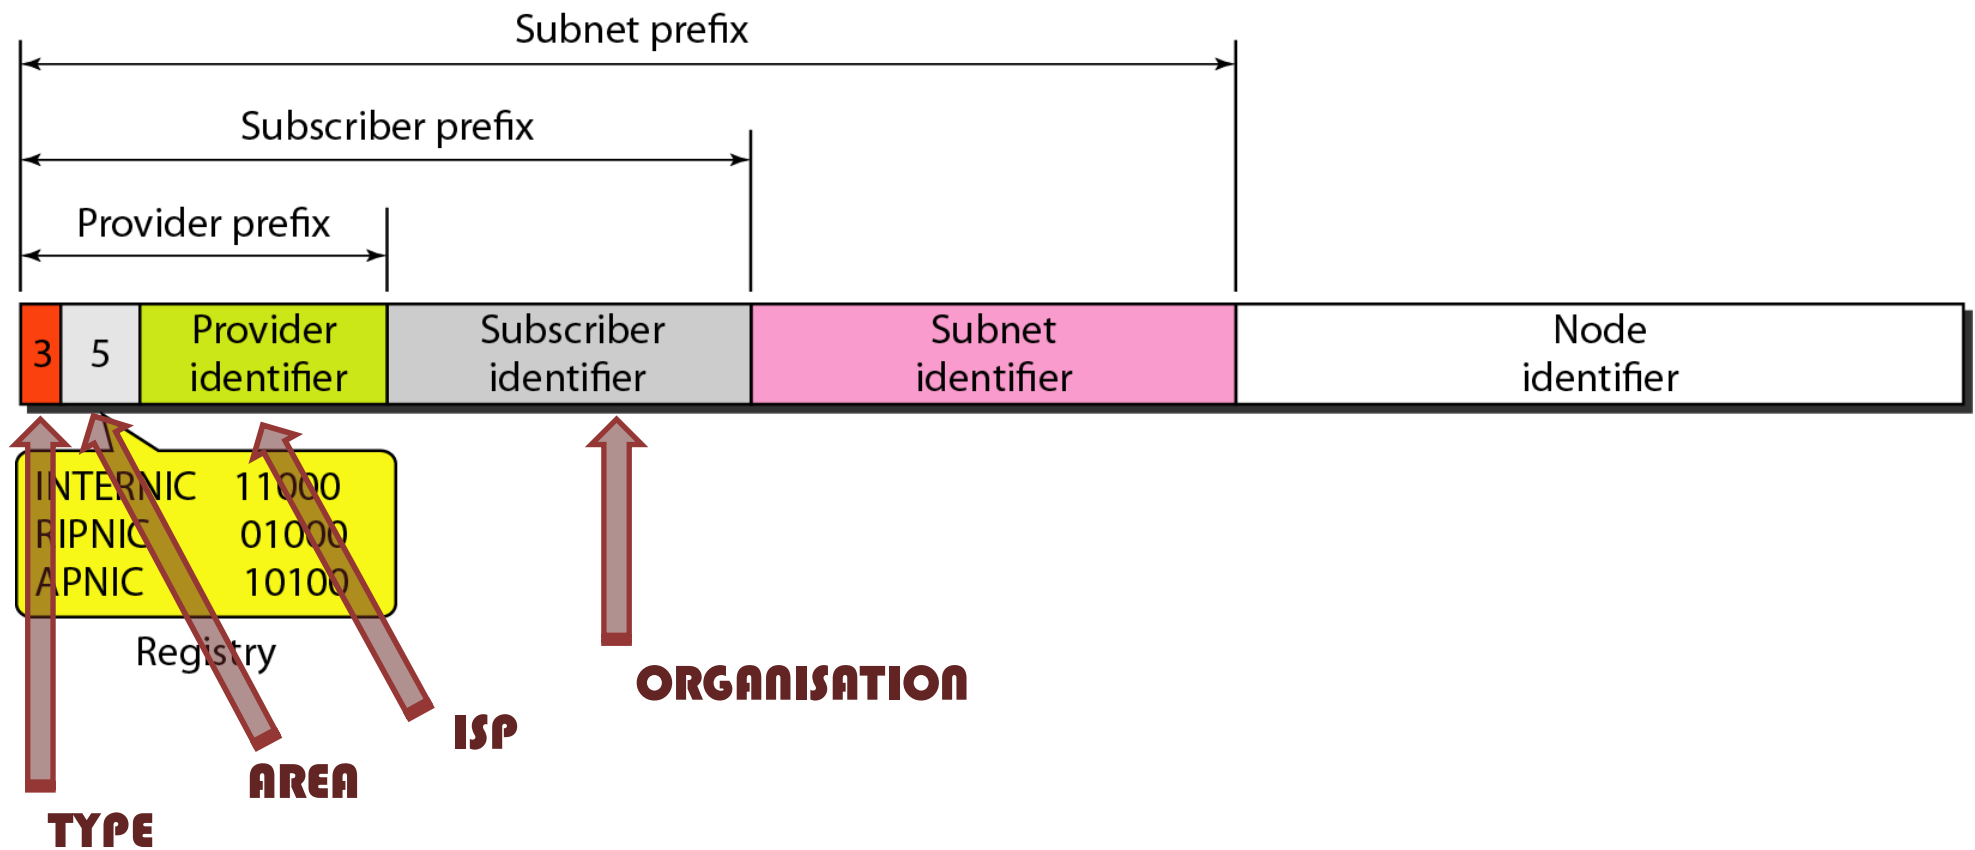 Subnet prefix
Subscriber prefix
Provider prefix
3
5
Provider
identifier
Subscriber
identifier
Subnet
identifier
Node
identifier
INTERNIC 11000
RIPNIC 01000
APNIC 10100
Registry
ORGANISATION
ISP
AREA
TYPE